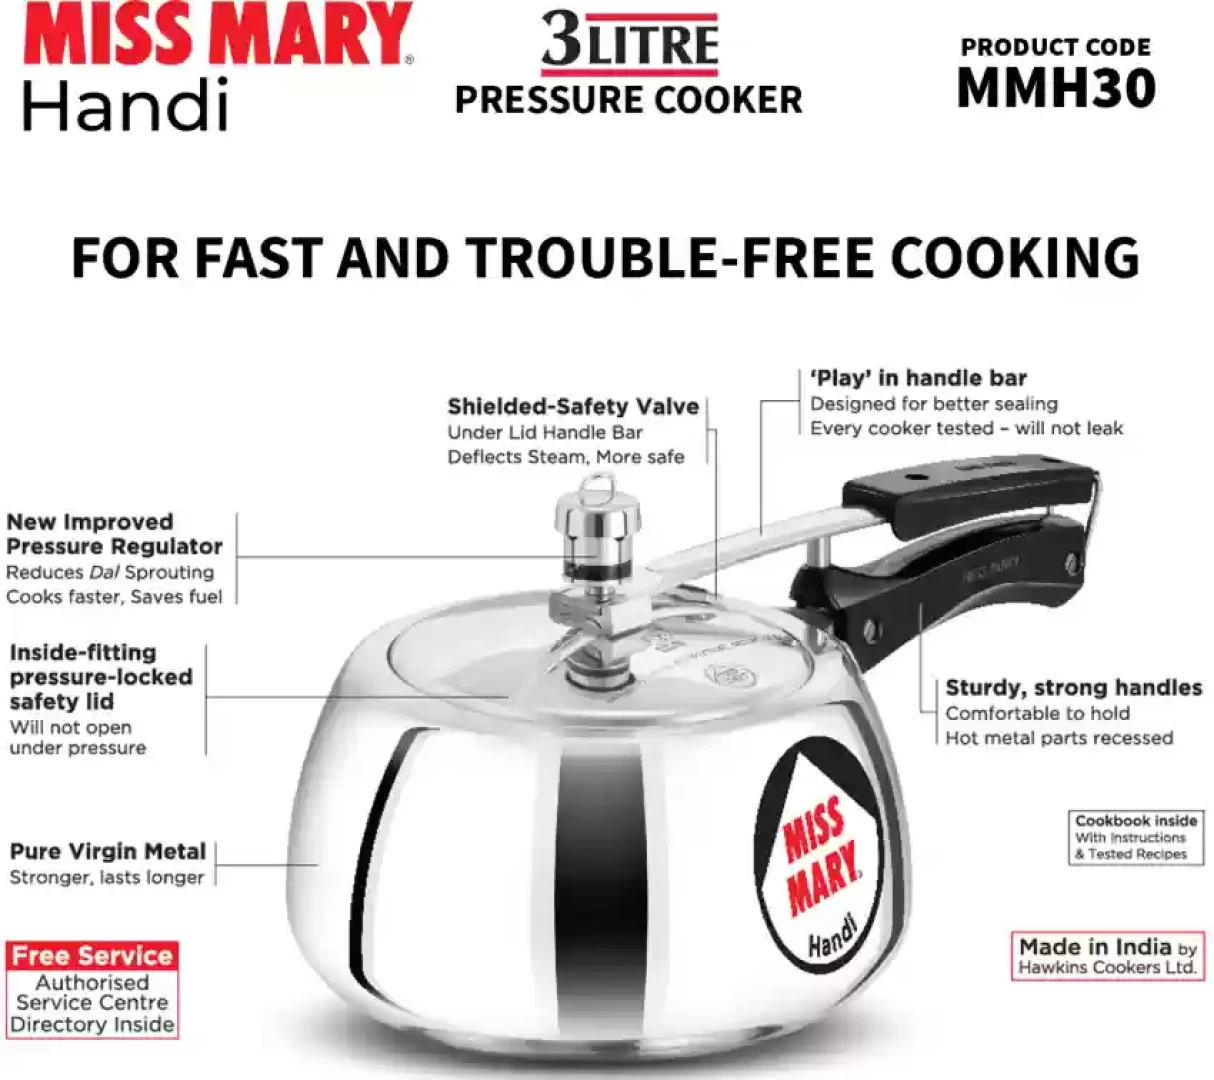 MISS MARY®
Handi
3 LITRE
PRESSURE COOKER
PRODUCT CODE
MMH30
FOR FAST AND TROUBLE-FREE COOKING
'Play' in handle bar
Designed for better sealing
Every cooker tested – will not leak
Shielded-Safety Valve
Under Lid Handle Bar
Deflects Steam, More safe
New Improved
Pressure Regulator
Reduces Dal Sprouting
Cooks faster, Saves fuel
Inside-fitting
pressure-locked
safety lid
Will not open
under pressure
MISS MARY
Sturdy, strong handles
Comfortable to hold
Hot metal parts recessed
Pure Virgin Metal
Stronger, lasts longer
MISS
MARY
Handi
Cookbook inside
With Instructions
& Tested Recipes
Free Service
Authorised
Service Centre
Directory Inside
Made in India by
Hawkins Cookers Ltd.